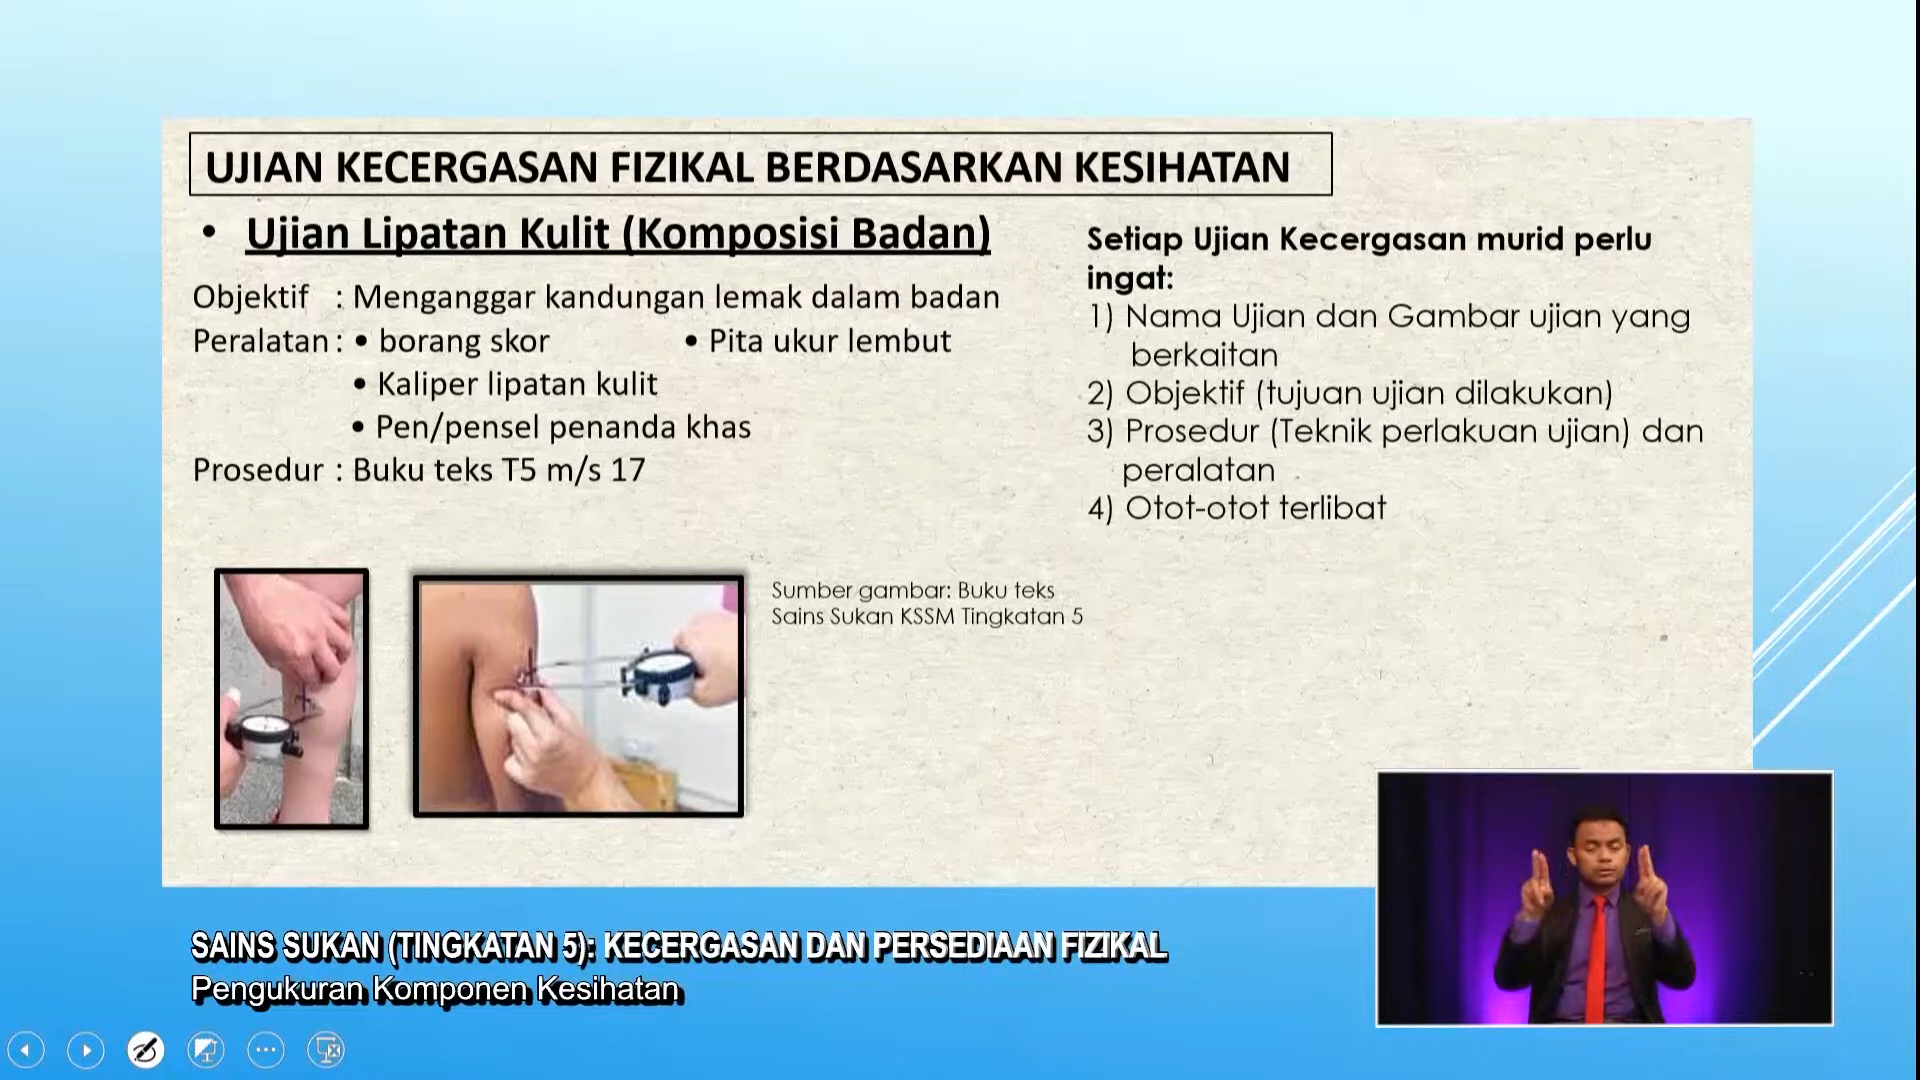 UJIAN KECERGASAN FIZIKAL BERDASARKAN KESIHATAN
• Ujian Lipatan Kulit (Komposisi Badan)
Objektif : Menganggar kandungan lemak dalam badan
Peralatan : • borang skor • Pita ukur lembut
• Kaliper lipatan kulit
• Pen/pensel penanda khas
Prosedur : Buku teks T5 m/s 17
Setiap Ujian Kecergasan murid perlu
ingat:
1) Nama Ujian dan Gambar ujian yang
berkaitan
2) Objektif (tujuan ujian dilakukan)
3) Prosedur (Teknik perlakuan ujian) dan
peralatan
4) Otot-otot terlibat
Sumber gambar: Buku teks
Sains Sukan KSSM Tingkatan 5
SAINS SUKAN (TINGKATAN 5): KECERGASAN DAN PERSEDIAAN FIZIKAL
Pengukuran Komponen Kesihatan